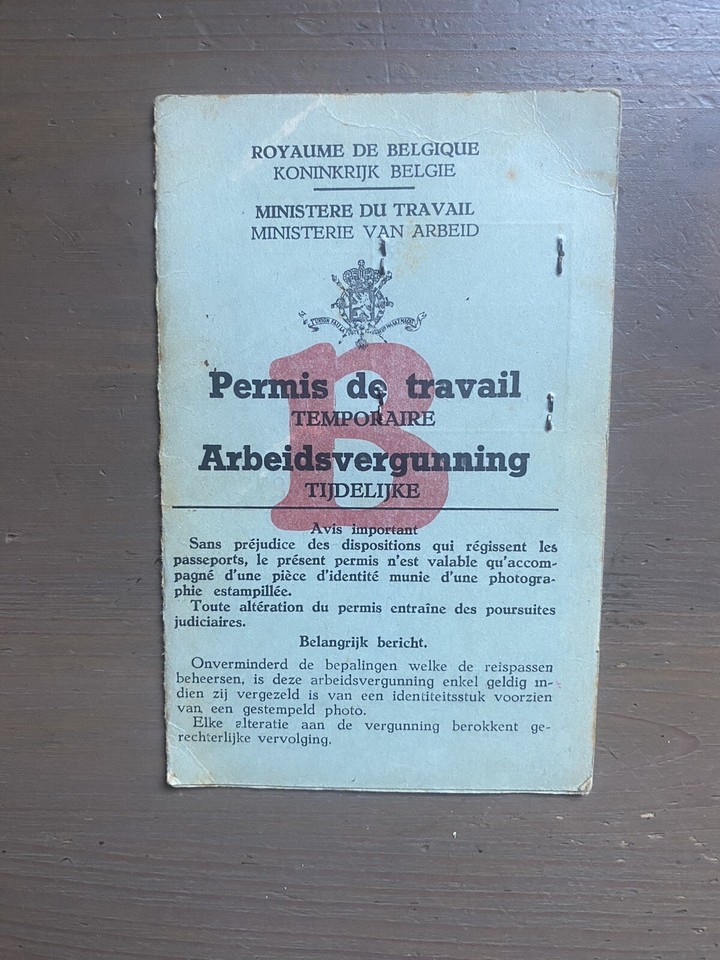 ROYAUME DE BELGIQUE
KONINKRIJK BELGIE
MINISTERE DU TRAVAIL
MINISTERIE VAN ARBEID
B
Permis de travail
TEMPORAIRE
Arbeidsvergunning
TIJDELIJKE
Avis important
Sans préjudice des dispositions qui régissent les
passeports, le présent permis n'est valable qu'accom-
pagné d'une pièce d'identité munie d'une photogra-
phie estampillée.
Toute altération du permis entraîne des poursuites
judiciaires.
Belangrijk bericht.
Onverminderd de bepalingen welke de reispassen
beheersen, is deze arbeidsvergunning enkel geldig in-
dien zij vergezeld is van een identiteitsstuk voorzien
van een gestempeld photo.
Elke alteratie aan de vergunning berokkent ge-
rechterlijke vervolging.